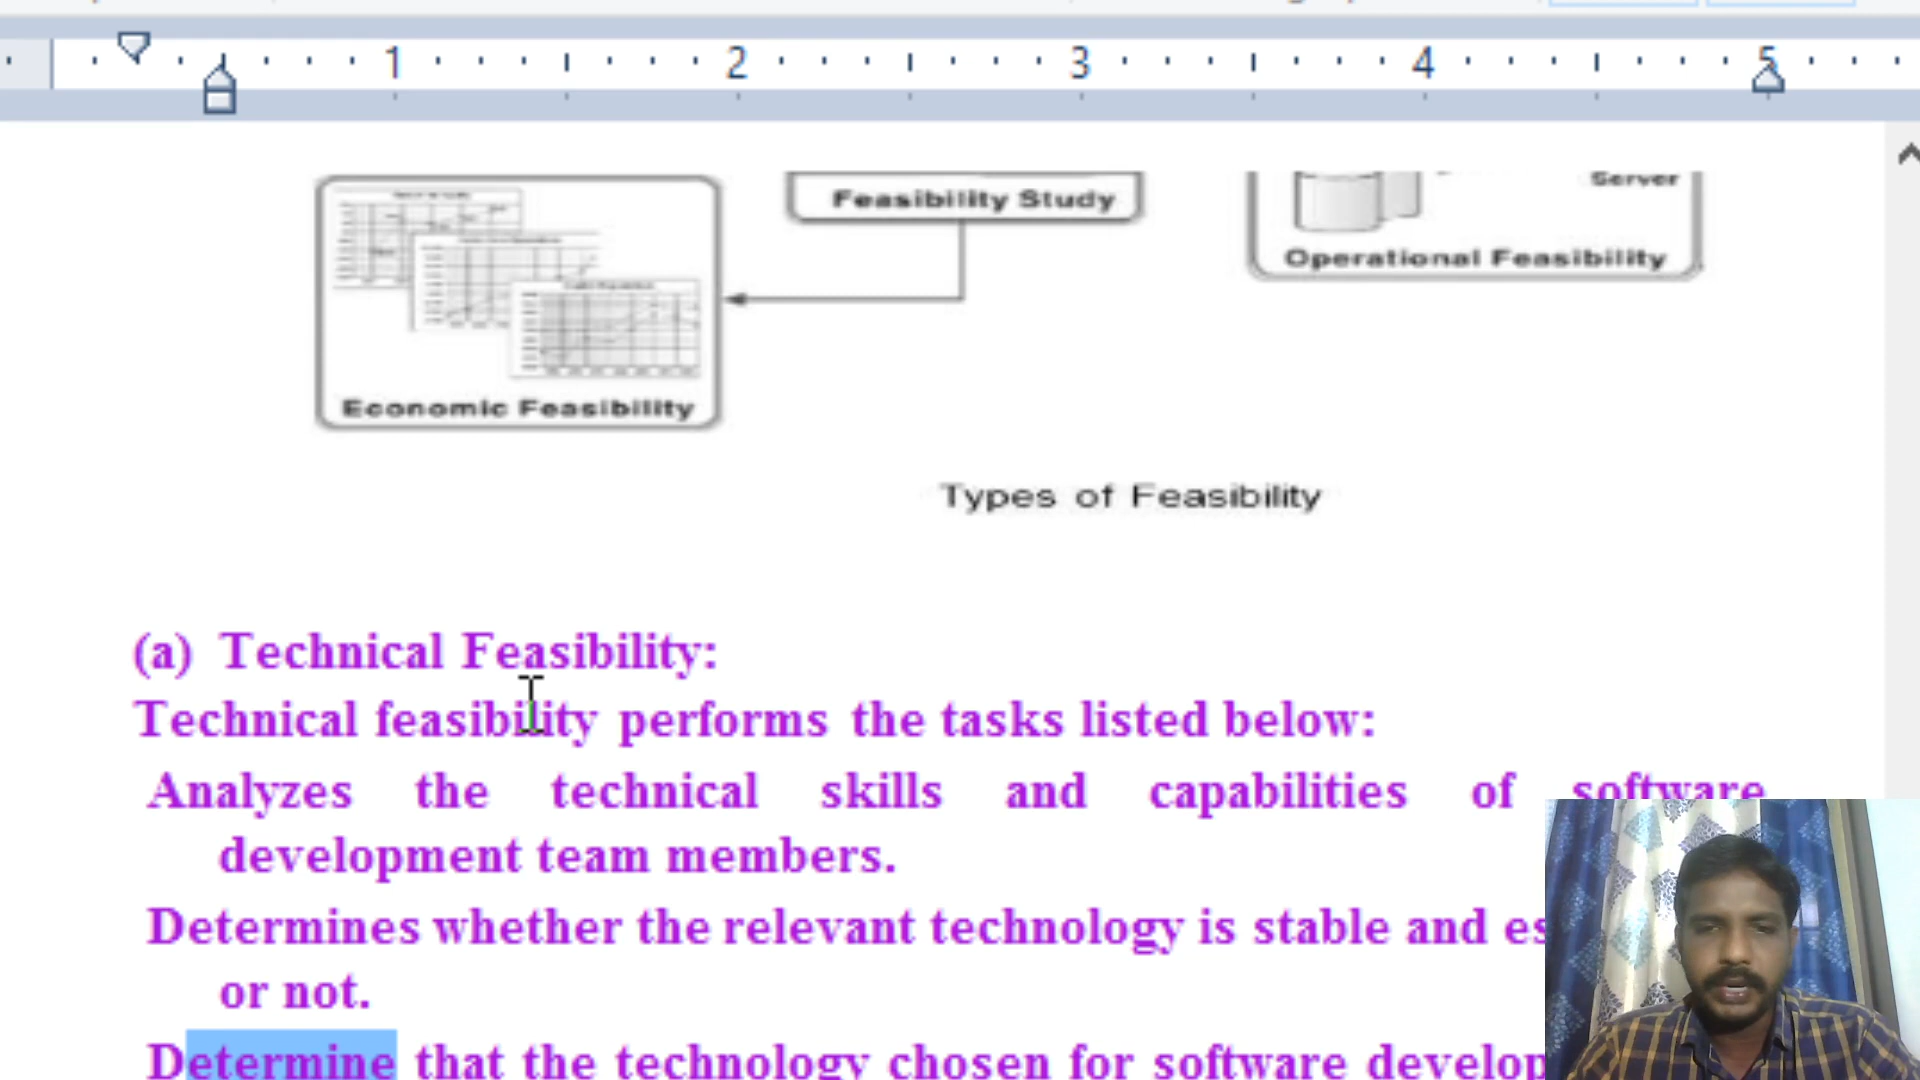 1 2 3 4 5
Server
Feasibility Study
Operational Feasibility
Economic Feasibility
Types of Feasibility
(a) Technical Feasibility:
Technical feasibility performs the tasks listed below:
Analyzes the technical skills and capabilities of software
development team members.
Determines whether the relevant technology is stable and es
or not.
Determine that the technology chosen for software develop